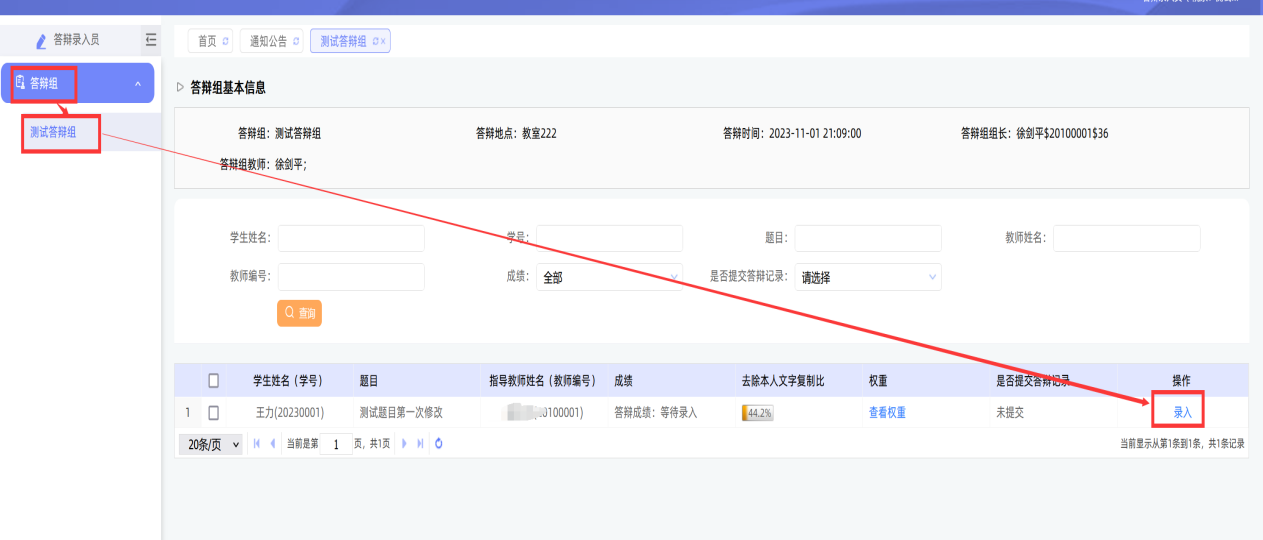 答辩录入员
首页 通知公告 测试答辩组
答辩组
测试答辩组
答辩组基本信息
答辩组：测试答辩组 答辩地点：教室222 答辩时间：2023-11-01 21:09:00 答辩组组长：徐剑平$20100001$36
答辩组教师：徐剑平；
学生姓名： 学号： 题目： 教师姓名：
教师编号： 成绩： 全部 是否提交答辩记录： 请选择
查询
学生姓名（学号） 题目 指导教师姓名（教师编号） 成绩 去除本人文字复制比 权重 是否提交答辩记录 操作
1 王力(20230001) 测试题目第一次修改 0100001) 答辩成绩：等待录入 44.2% 查看权重 未提交 录入
20条/页 当前是第 1 页，共1页 当前显示从第1条到1条，共1条记录